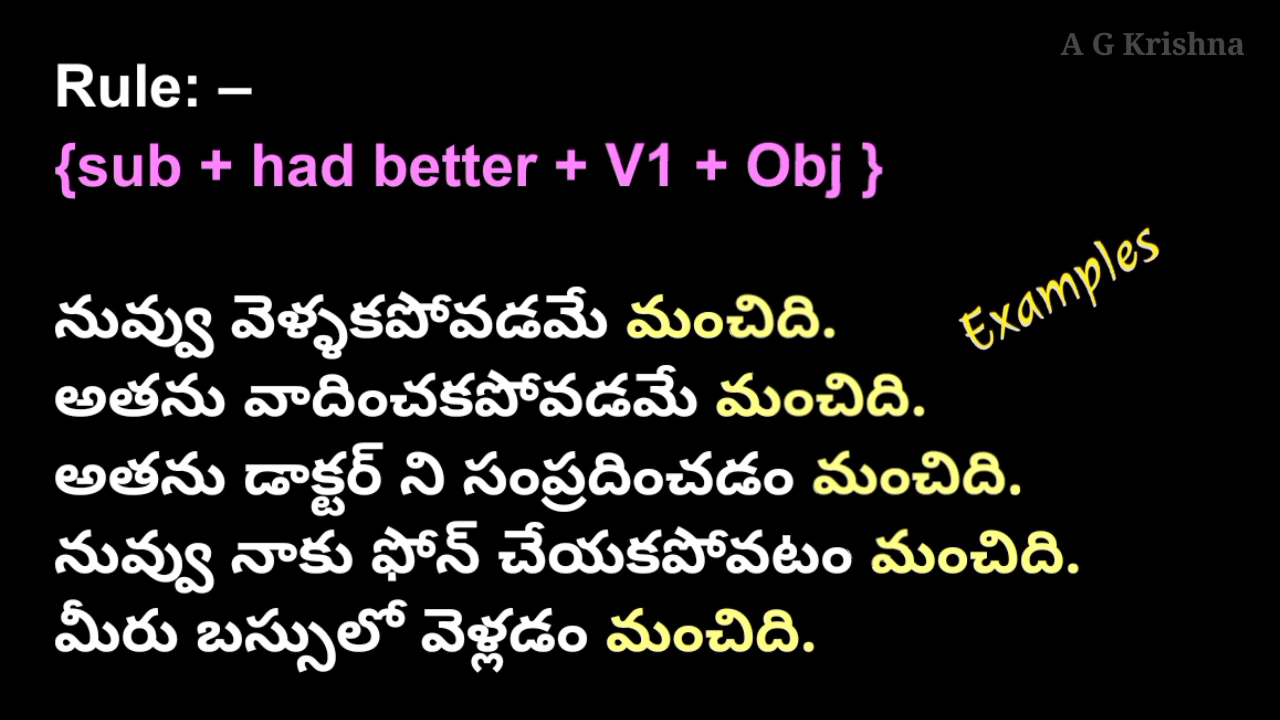 A G Krishna
Rule: –
{sub + had better + V1 + Obj }
Examples
నువ్వు వెళ్ళకపోవడమే మంచిది.
అతను వాదించకపోవడమే మంచిది.
అతను డాక్టర్ ని సంప్రదించడం మంచిది.
నువ్వు నాకు ఫోన్ చేయకపోవటం మంచిది.
మీరు బస్సులో వెళ్లడం మంచిది.